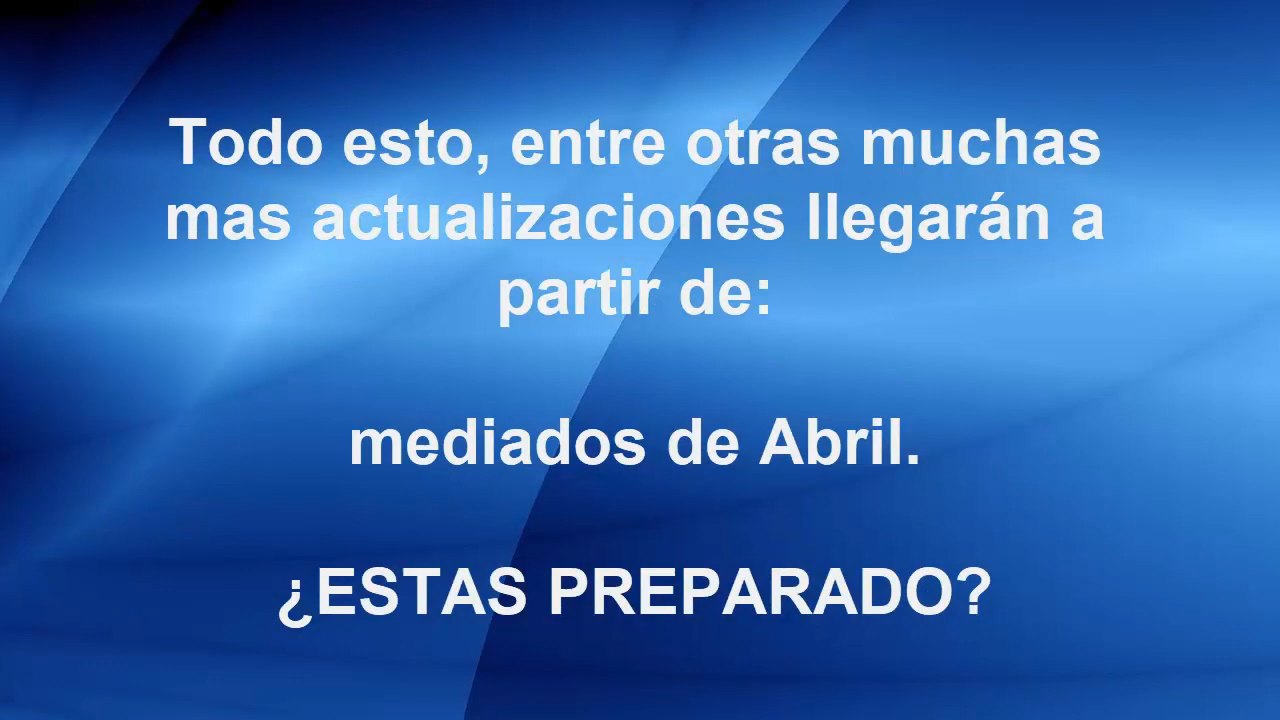 Todo esto, entre otras muchas
mas actualizaciones llegarán a
partir de:
mediados de Abril.
¿ESTAS PREPARADO?